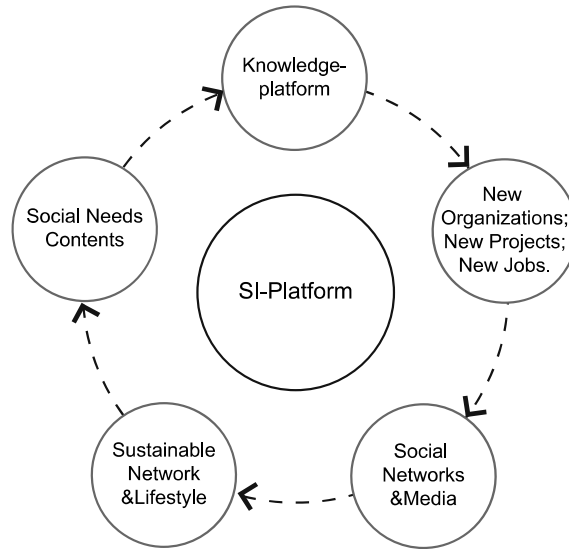 Knowledge-
platform
New
Organizations;
New Projects;
New Jobs.
Social
Networks
&Media
Sustainable
Network
&Lifestyle
Social Needs
Contents
SI-Platform